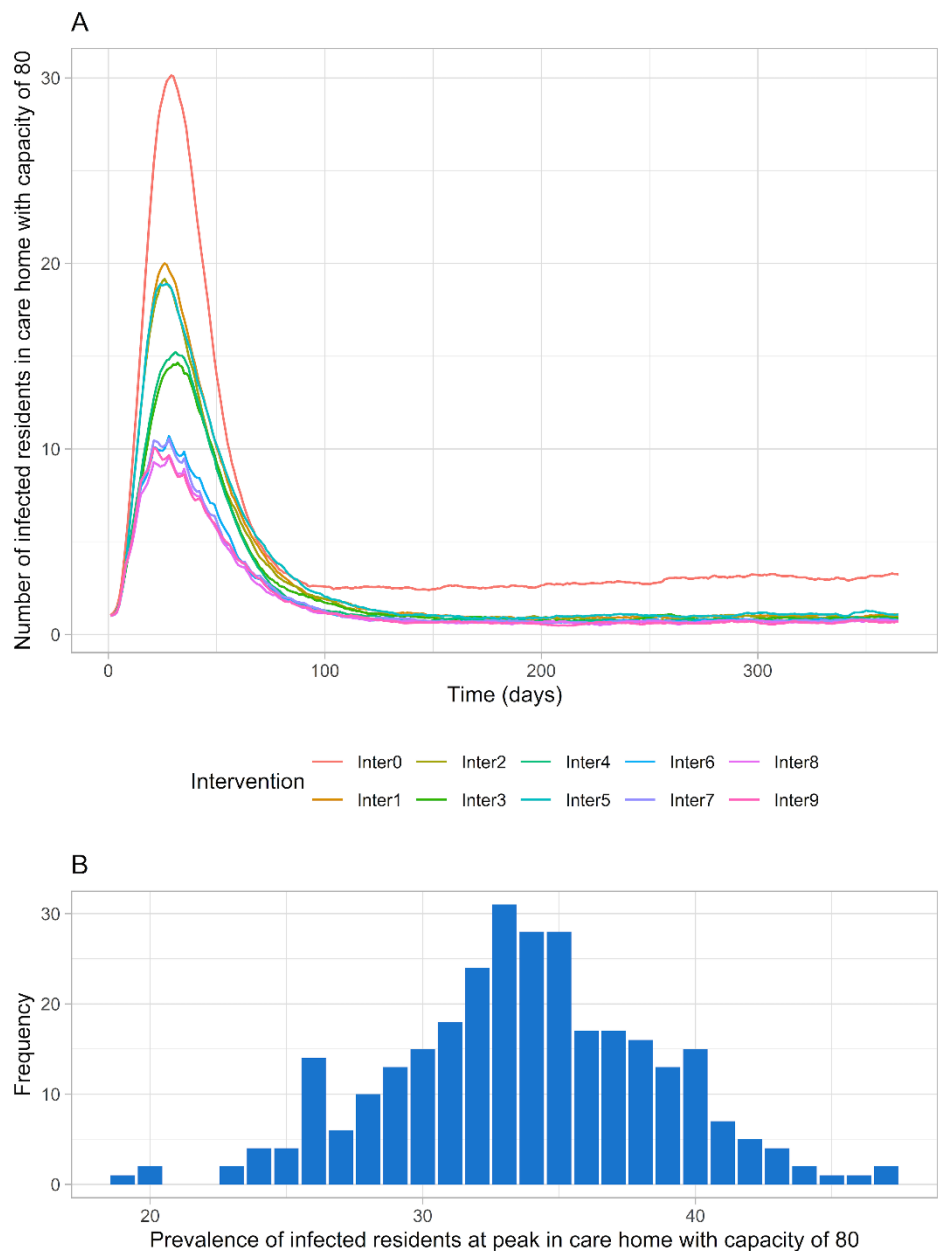 A
Number of infected residents in care home with capacity of 80
30
20
10
0
0 100 200 300
Time (days)
Intervention
Inter0 Inter2 Inter4 Inter6 Inter8
Inter1 Inter3 Inter5 Inter7 Inter9
B
Frequency
30
20
10
0
20 30 40
Prevalence of infected residents at peak in care home with capacity of 80